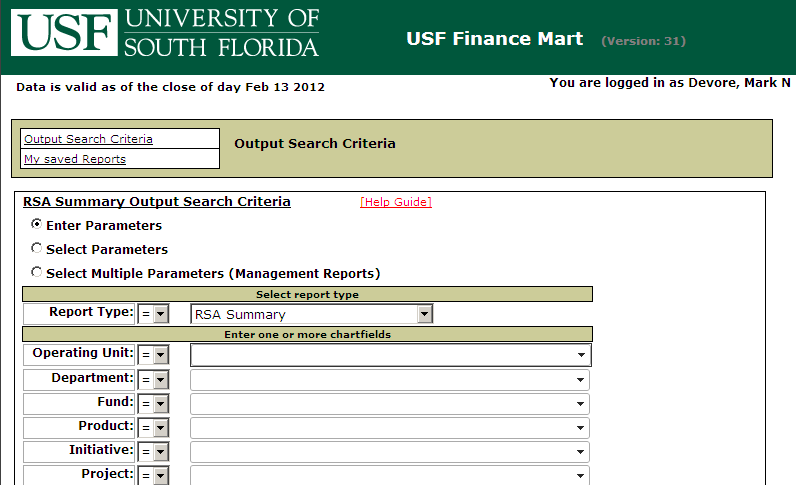 USF UNIVERSITY OF
SOUTH FLORIDA
USF Finance Mart (Version: 31)
Data is valid as of the close of day Feb 13 2012
You are logged in as Devore, Mark N
Output Search Criteria
My saved Reports
Output Search Criteria
RSA Summary Output Search Criteria [Help Guide]
Enter Parameters
Select Parameters
Select Multiple Parameters (Management Reports)
Select report type
Report Type: = RSA Summary
Enter one or more chartfields
Operating Unit: =
Department: =
Fund: =
Product: =
Initiative: =
Project: =